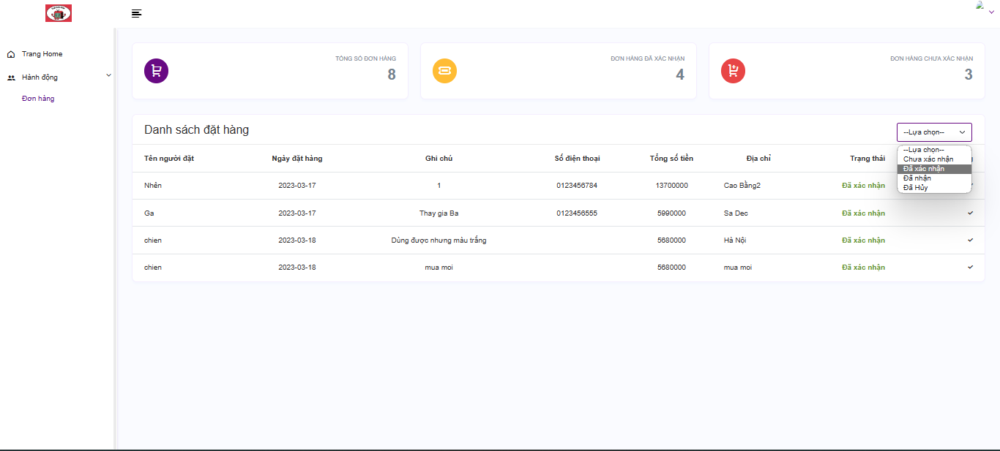 TỔNG SỐ ĐƠN HÀNG
8
ĐƠN HÀNG ĐÃ XÁC NHẬN
4
ĐƠN HÀNG CHƯA XÁC NHẬN
3
Trang Home
Hành động
Đơn hàng
Danh sách đặt hàng
--Lựa chọn--
--Lựa chọn--
Chưa xác nhận
Đã xác nhận
Đã nhận
Đã Hủy
Tên người đặt Ngày đặt hàng Ghi chú Số điện thoại Tổng số tiền Địa chỉ Trạng thái
Nhên 2023-03-17 1 0123456784 13700000 Cao Bằng2 Đã xác nhận
Ga 2023-03-17 Thay gia Ba 0123456555 5990000 Sa Dec Đã xác nhận
chien 2023-03-18 Dùng được nhưng màu trắng 5680000 Hà Nội Đã xác nhận
chien 2023-03-18 mua moi 5680000 mua moi Đã xác nhận